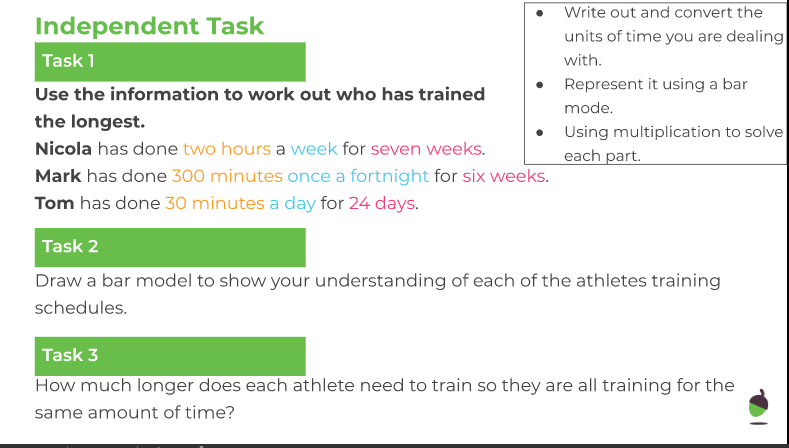 Independent Task
Task 1
Use the information to work out who has trained
the longest.
Nicola has done two hours a week for seven weeks.
Mark has done 300 minutes once a fortnight for six weeks.
Tom has done 30 minutes a day for 24 days.
● Write out and convert the
units of time you are dealing
with.
● Represent it using a bar
mode.
● Using multiplication to solve
each part.
Task 2
Draw a bar model to show your understanding of each of the athletes training
schedules.
Task 3
How much longer does each athlete need to train so they are all training for the
same amount of time?